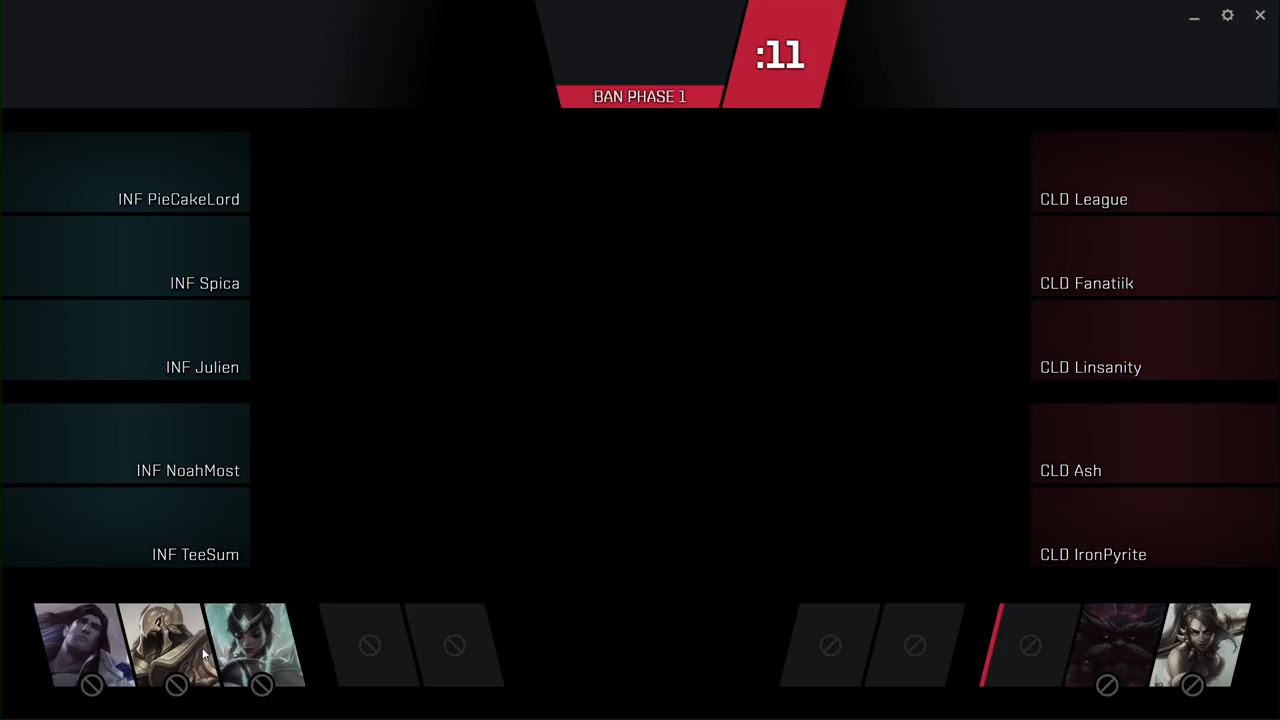 :11
BAN PHASE 1
INF PieCakeLord
INF Spica
INF Julien
INF NoahMost
INF TeeSum
CLD League
CLD Fanatiik
CLD Linsanity
CLD Ash
CLD IronPyrite